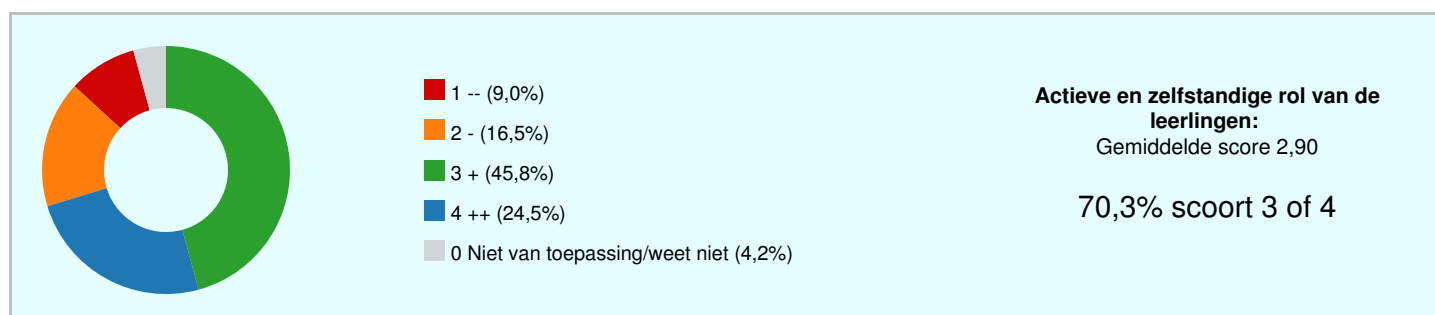 1 -- (9,0%)
2 - (16,5%)
3 + (45,8%)
4 ++ (24,5%)
0 Niet van toepassing/weet niet (4,2%)
Actieve en zelfstandige rol van de
leerlingen:
Gemiddelde score 2,90
70,3% scoort 3 of 4